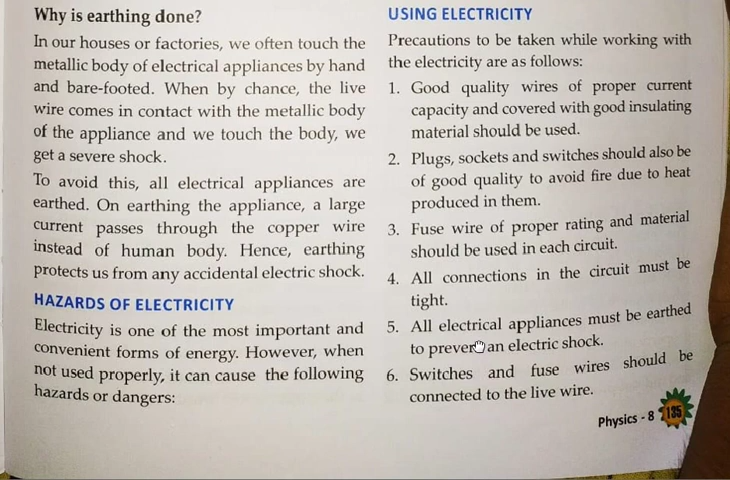 Why is earthing done?
In our houses or factories, we often touch the
metallic body of electrical appliances by hand
and bare-footed. When by chance, the live
wire comes in contact with the metallic body
of the appliance and we touch the body, we
get a severe shock.
To avoid this, all electrical appliances are
earthed. On earthing the appliance, a large
current passes through the copper wire
instead of human body. Hence, earthing
protects us from any accidental electric shock.
HAZARDS OF ELECTRICITY
Electricity is one of the most important and
convenient forms of energy. However, when
not used properly, it can cause the following
hazards or dangers:
USING ELECTRICITY
Precautions to be taken while working with
the electricity are as follows:
1. Good quality wires of proper current
capacity and covered with good insulating
material should be used.
2. Plugs, sockets and switches should also be
of good quality to avoid fire due to heat
produced in them.
3. Fuse wire of proper rating and material
should be used in each circuit.
4. All connections in the circuit must be
tight.
5. All electrical appliances must be earthed
to prevent an electric shock.
6. Switches and fuse wires should be
connected to the live wire.
Physics - 8 135